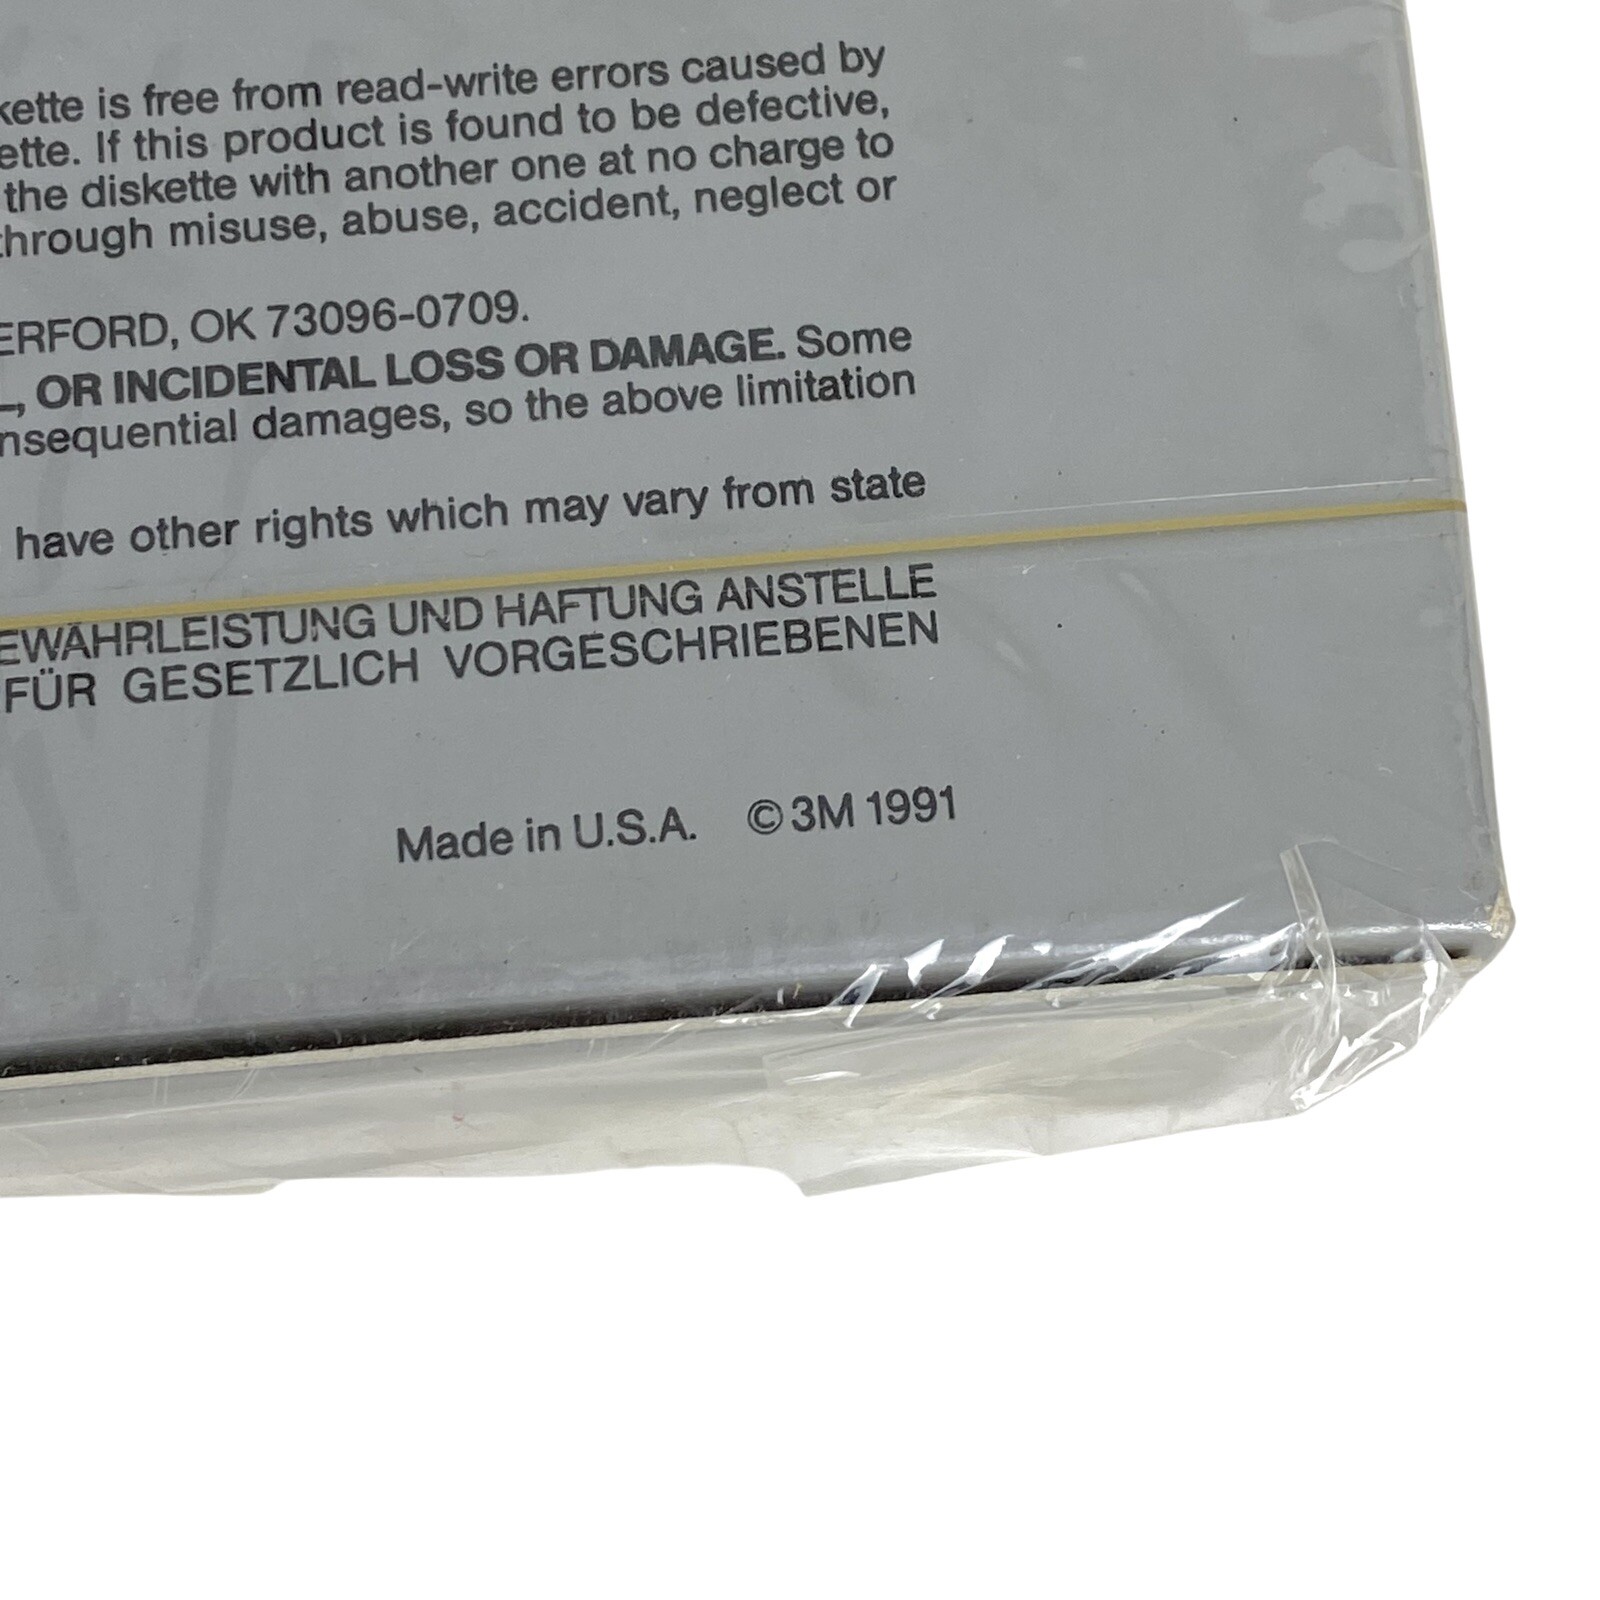 kette is free from read-write errors caused by
ette. If this product is found to be defective,
the diskette with another one at no charge to
through misuse, abuse, accident, neglect or
ERFORD, OK 73096-0709.
L, OR INCIDENTAL LOSS OR DAMAGE. Some
nsequential damages, so the above limitation
have other rights which may vary from state
EWÄHRLEISTUNG UND HAFTUNG ANSTELLE
FÜR GESETZLICH VORGESCHRIEBENEN
Made in U.S.A. © 3M 1991